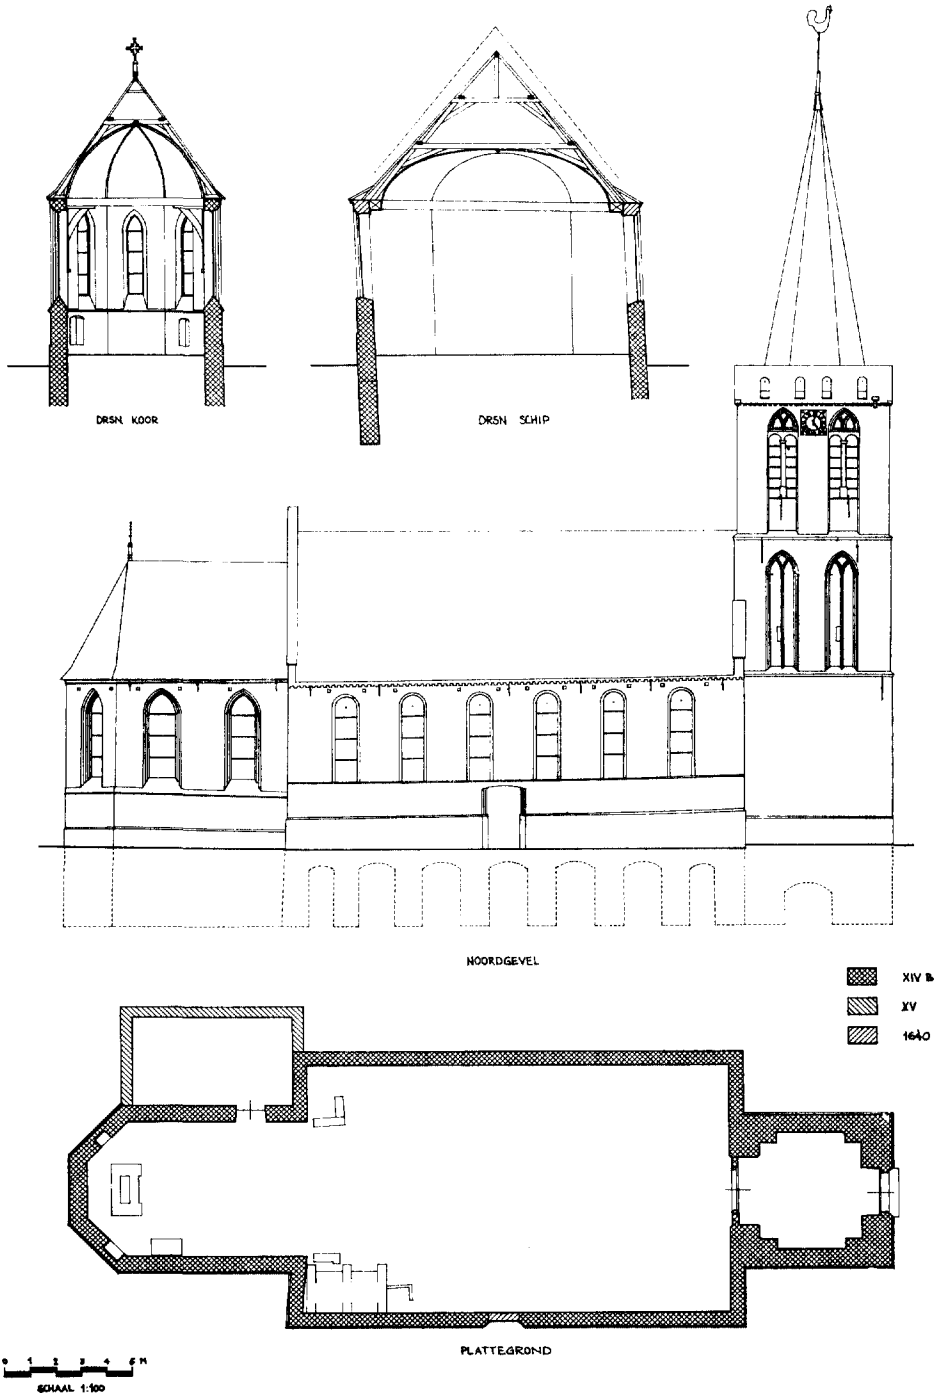 DRSN KOOR
DRSN SCHIP
NOORDGEVEL
XIV B
XV
1640
PLATTEGROND
0 1 2 3 4 5 M
SCHAAL 1:100